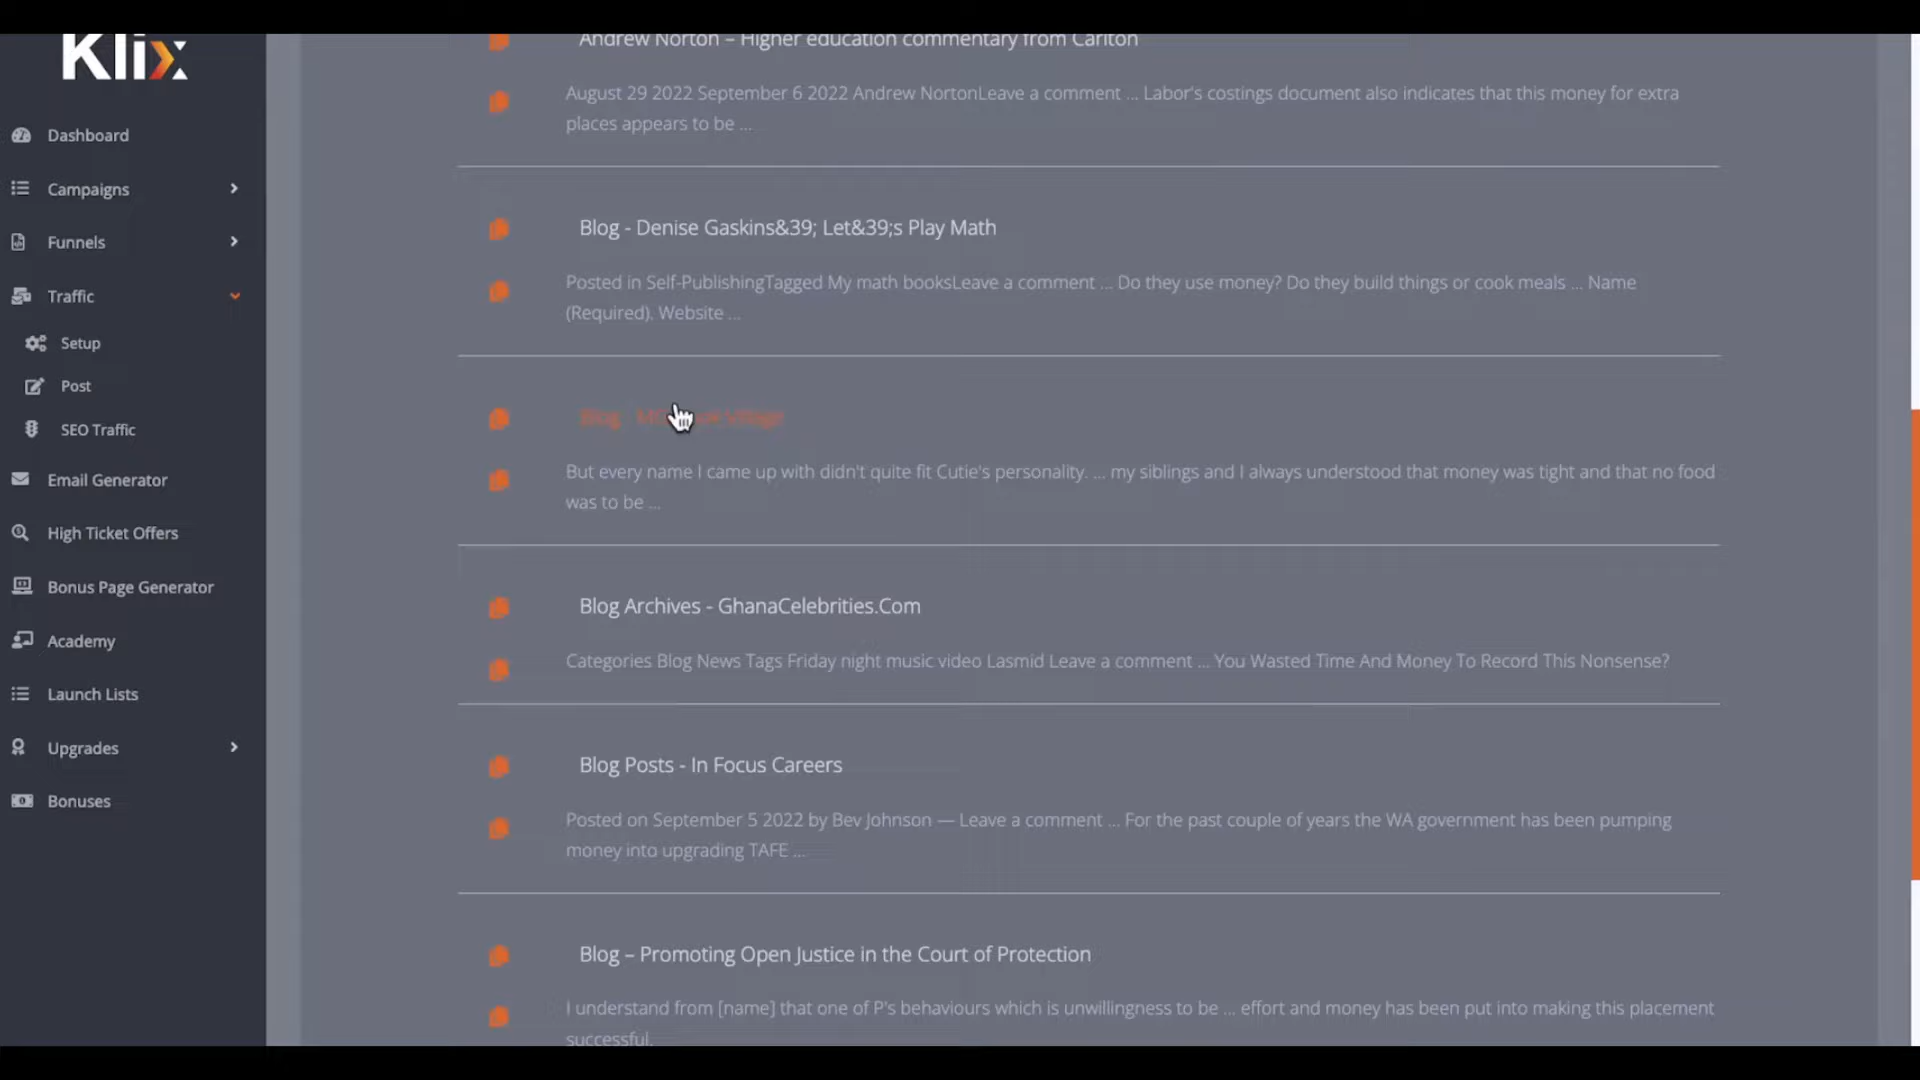 Klix
Andrew Norton – Higher education commentary from Carlton
August 29 2022 September 6 2022 Andrew NortonLeave a comment ... Labor's costings document also indicates that this money for extra
places appears to be ...
Dashboard
Campaigns
Funnels
Traffic
Setup
Post
SEO Traffic
Email Generator
High Ticket Offers
Bonus Page Generator
Academy
Launch Lists
Upgrades
Bonuses
Blog - Denise Gaskins&39; Let&39;s Play Math
Posted in Self-PublishingTagged My math booksLeave a comment ... Do they use money? Do they build things or cook meals ... Name
(Required). Website ...
Blog - Village
But every name I came up with didn't quite fit Cutie's personality. ... my siblings and I always understood that money was tight and that no food
was to be ...
Blog Archives - GhanaCelebrities.Com
Categories Blog News Tags Friday night music video Lasmid Leave a comment ... You Wasted Time And Money To Record This Nonsense?
Blog Posts - In Focus Careers
Posted on September 5 2022 by Bev Johnson — Leave a comment ... For the past couple of years the WA government has been pumping
money into upgrading TAFE ...
Blog – Promoting Open Justice in the Court of Protection
I understand from [name] that one of P's behaviours which is unwillingness to be ... effort and money has been put into making this placement
successful.